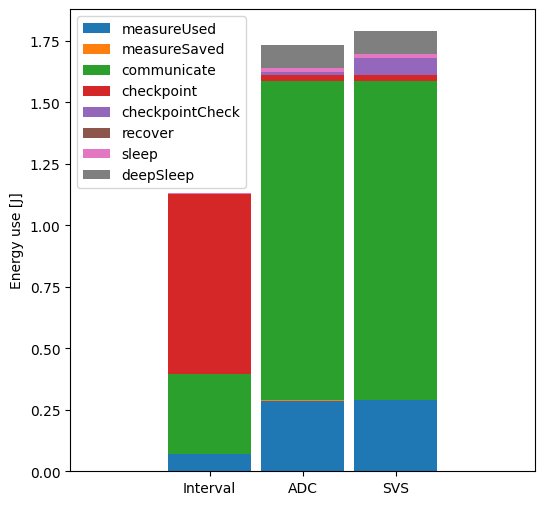 measureUsed
measureSaved
communicate
checkpoint
checkpointCheck
recover
sleep
deepSleep
Energy use [J]
1.75
1.50
1.25
1.00
0.75
0.50
0.25
0.00
Interval ADC SVS